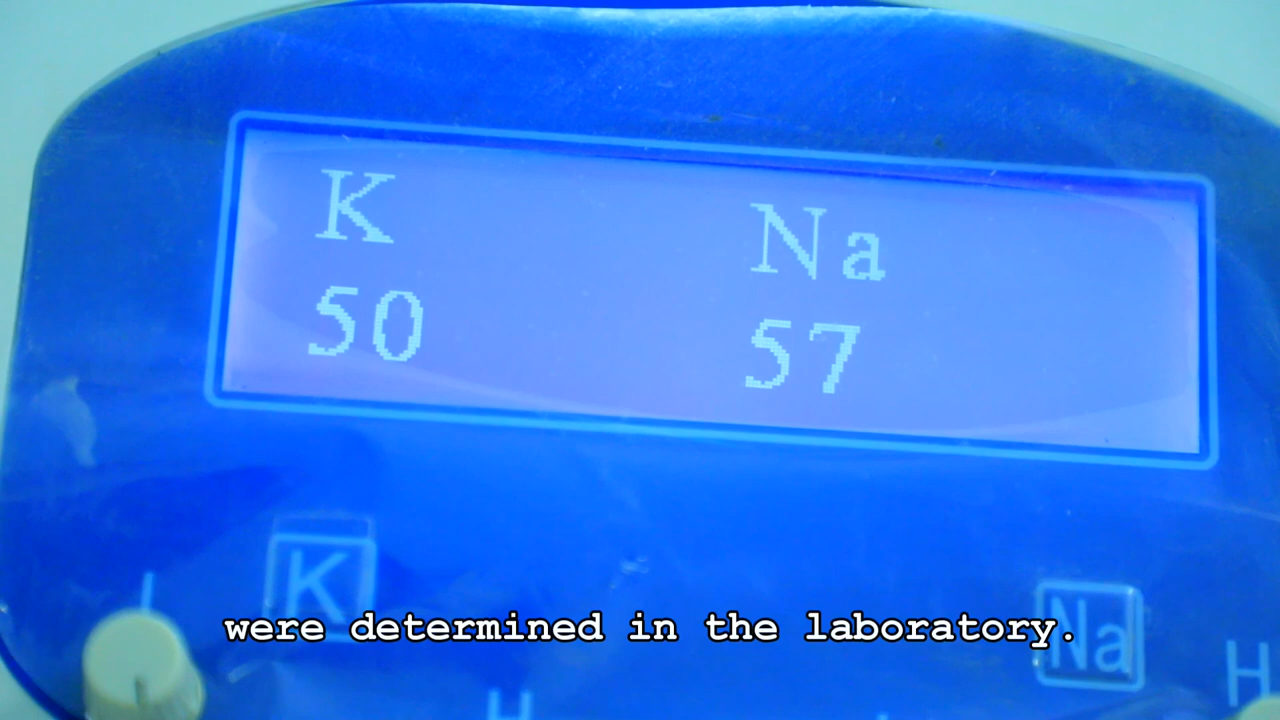 K Na
50 57
K
Na
H
H
were determined in the laboratory.